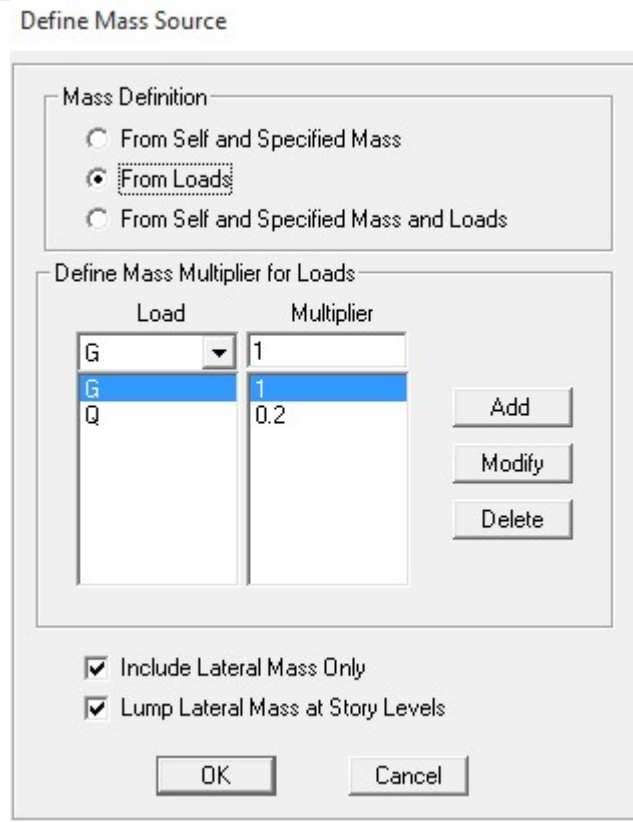 Define Mass Source
Mass Definition
From Self and Specified Mass
From Loads
From Self and Specified Mass and Loads
Define Mass Multiplier for Loads
Load Multiplier
G 1
G 1
Q 0.2
Add
Modify
Delete
Include Lateral Mass Only
Lump Lateral Mass at Story Levels
OK Cancel